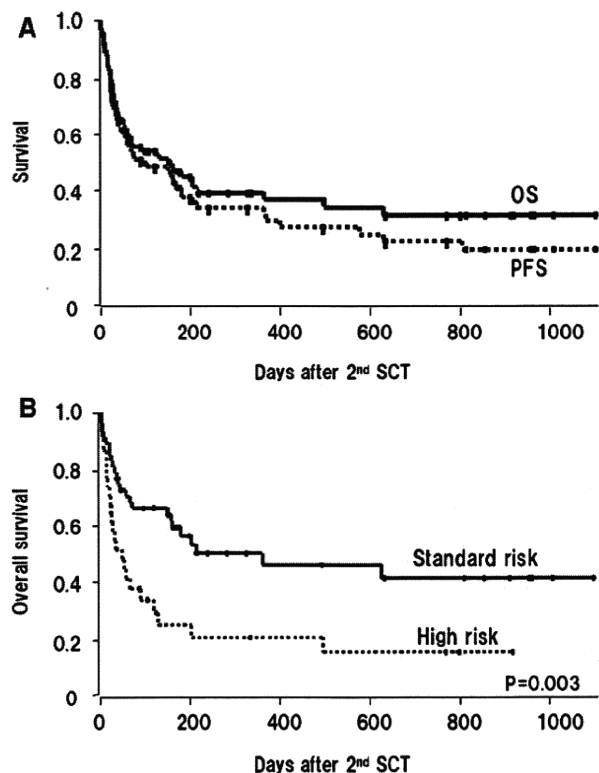 A
1.0
0.8
0.6
0.4
0.2
0
Survival
OS
PFS
0 200 400 600 800 1000
Days after 2nd SCT
B
1.0
0.8
0.6
0.4
0.2
0
Overall survival
Standard risk
High risk
P=0.003
0 200 400 600 800 1000
Days after 2nd SCT